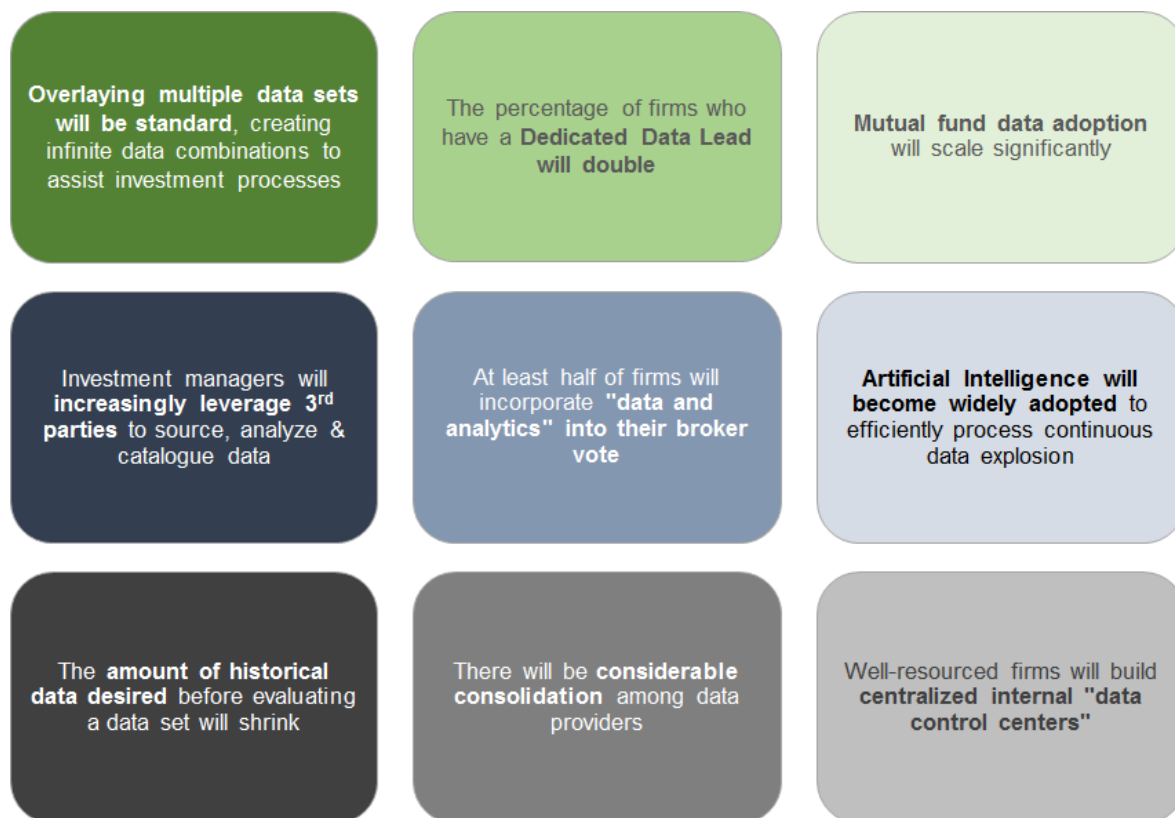 Overlaying multiple data sets
will be standard, creating
infinite data combinations to
assist investment processes
The percentage of firms who
have a Dedicated Data Lead
will double
Mutual fund data adoption
will scale significantly
Investment managers will
increasingly leverage 3rd
parties to source, analyze &
catalogue data
At least half of firms will
incorporate "data and
analytics" into their broker
vote
Artificial Intelligence will
become widely adopted to
efficiently process continuous
data explosion
The amount of historical
data desired before evaluating
a data set will shrink
There will be considerable
consolidation among data
providers
Well-resourced firms will build
centralized internal "data
control centers"